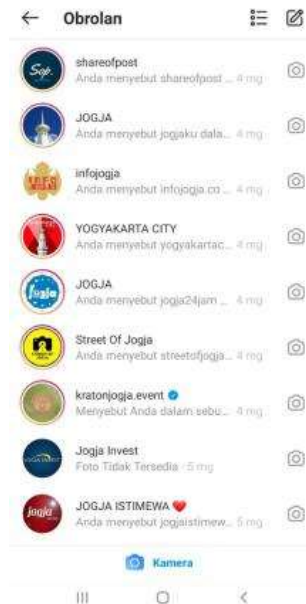 Obrolan
shareofpost
Anda menyebut shareofpost ... 4 mg
JOGJA
Anda menyebut jogjaku dala... 4 mg
infojogja
Anda menyebut infojogja.co ... 4 mg
YOGYAKARTA CITY
Anda menyebut yogyakartac... 4 mg
JOGJA
Anda menyebut jogja24jam ... 4 mg
Street Of Jogja
Anda menyebut streetofjogja... 4 mg
kratonjogja.event
Menyebut Anda dalam sebu... 4 mg
Jogja Invest
Foto Tidak Tersedia · 5 mg
JOGJA ISTIMEWA ❤️
Anda menyebut jogjaistimew... 5 mg
Kamera